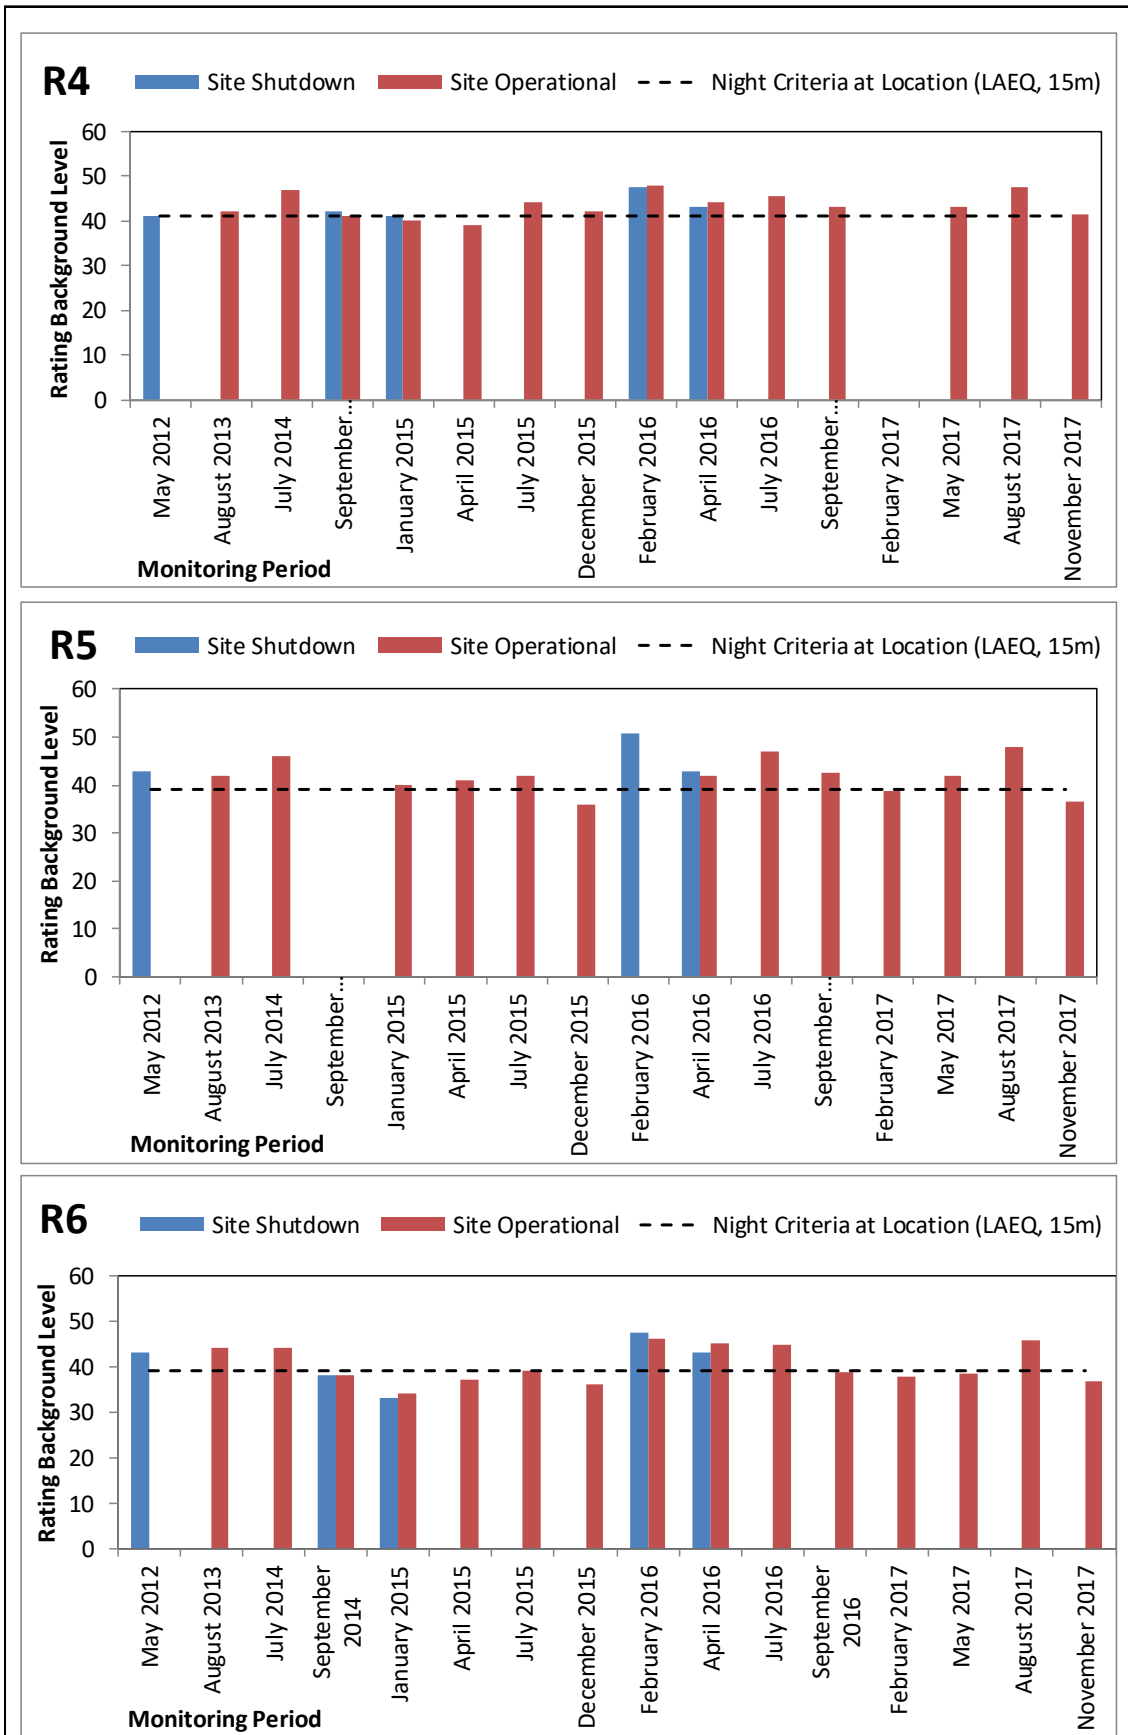 R4 Site Shutdown Site Operational Night Criteria at Location (LAEQ, 15m)
Rating Background Level
60
50
40
30
20
10
0
May 2012
August 2013
July 2014
September...
January 2015
April 2015
July 2015
December 2015
February 2016
April 2016
July 2016
September...
February 2017
May 2017
August 2017
November 2017
Monitoring Period
R5 Site Shutdown Site Operational Night Criteria at Location (LAEQ, 15m)
Rating Background Level
60
50
40
30
20
10
0
May 2012
August 2013
July 2014
September...
January 2015
April 2015
July 2015
December 2015
February 2016
April 2016
July 2016
September...
February 2017
May 2017
August 2017
November 2017
Monitoring Period
R6 Site Shutdown Site Operational Night Criteria at Location (LAEQ, 15m)
Rating Background Level
60
50
40
30
20
10
0
May 2012
August 2013
July 2014
September
2014
January 2015
April 2015
July 2015
December 2015
February 2016
April 2016
July 2016
September
2016
February 2017
May 2017
August 2017
November 2017
Monitoring Period